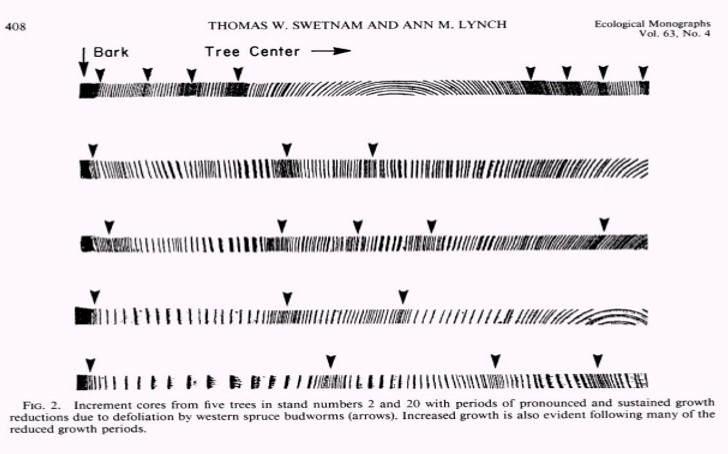 408
THOMAS W. SWETNAM AND ANN M. LYNCH
Ecological Monographs
Vol. 63, No. 4
Bark
Tree Center
FIG. 2. Increment cores from five trees in stand numbers 2 and 20 with periods of pronounced and sustained growth
reductions due to defoliation by western spruce budworms (arrows). Increased growth is also evident following many of the
reduced growth periods.